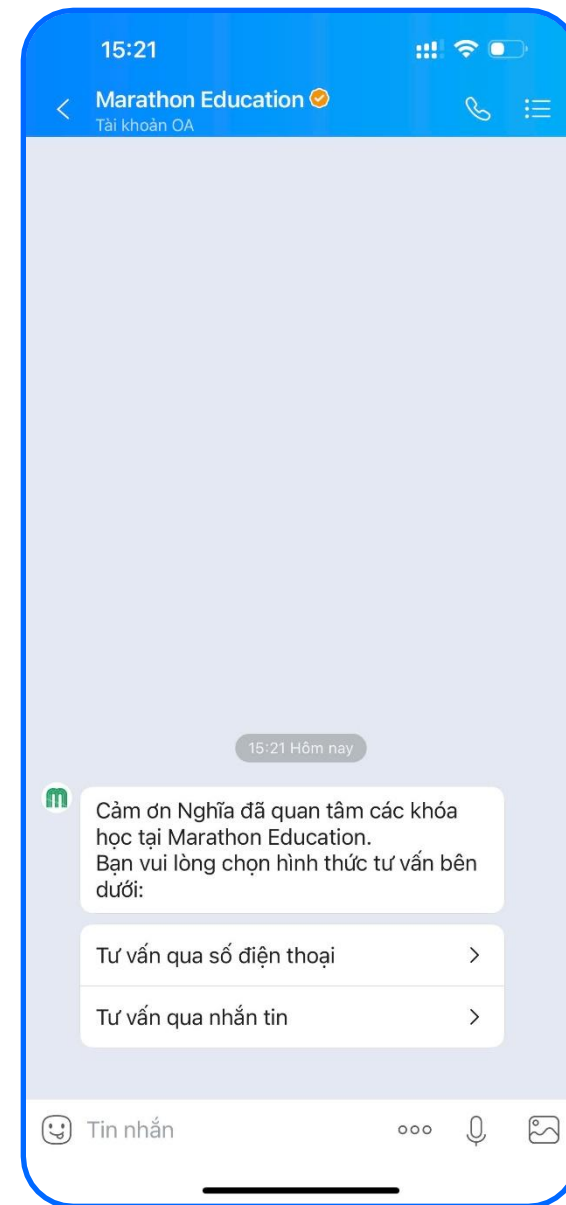 15:21
Marathon Education
Tài khoản OA
15:21 Hôm nay
Cảm ơn Nghĩa đã quan tâm các khóa
học tại Marathon Education.
Bạn vui lòng chọn hình thức tư vấn bên
dưới:
Tư vấn qua số điện thoại
Tư vấn qua nhắn tin
Tin nhắn